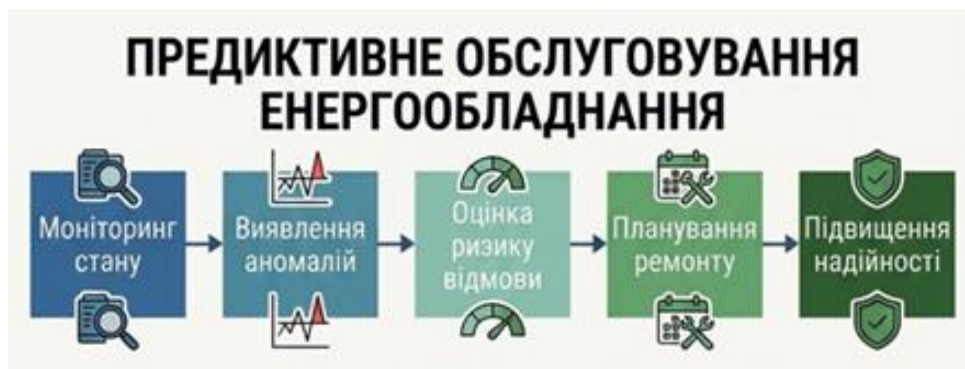 ПРЕДИКТИВНЕ ОБСЛУГОВУВАННЯ
ЕНЕРГООБЛАДНАННЯ
Моніторинг
стану
Виявлення
аномалій
Оцінка
ризику
відмови
Планування
ремонту
Підвищення
надійності